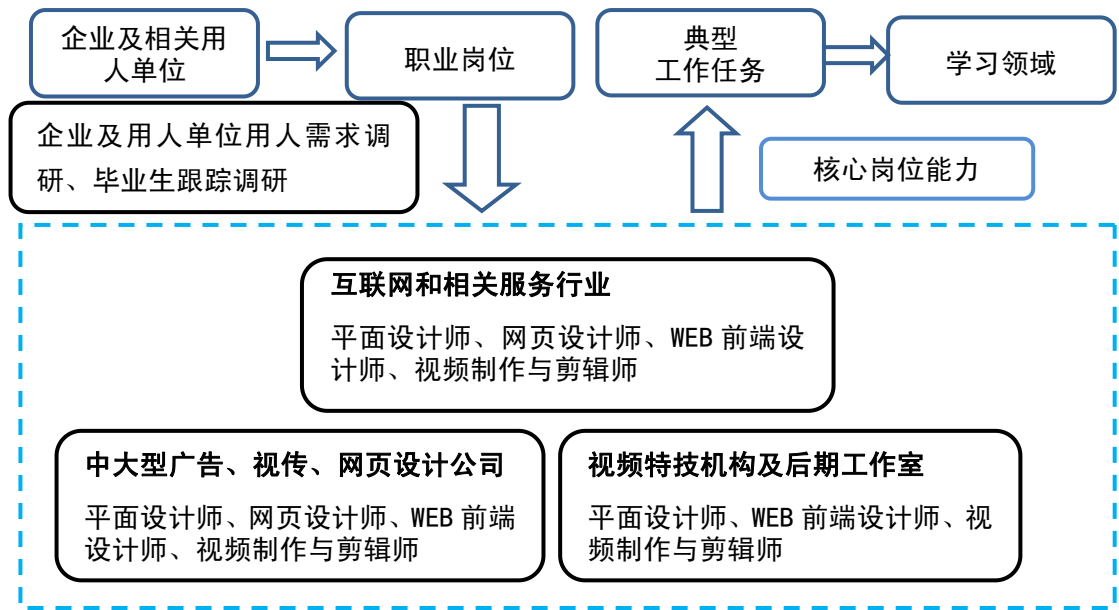 企业及相关用
人单位
职业岗位
典型
工作任务
学习领域
企业及用人单位用人需求调
研、毕业生跟踪调研
核心岗位能力
互联网和相关服务行业
平面设计师、网页设计师、WEB 前端设
计师、视频制作与剪辑师
中大型广告、视传、网页设计公司
平面设计师、网页设计师、WEB 前端
设计师、视频制作与剪辑师
视频特技机构及后期工作室
平面设计师、WEB 前端设计师、视
频制作与剪辑师